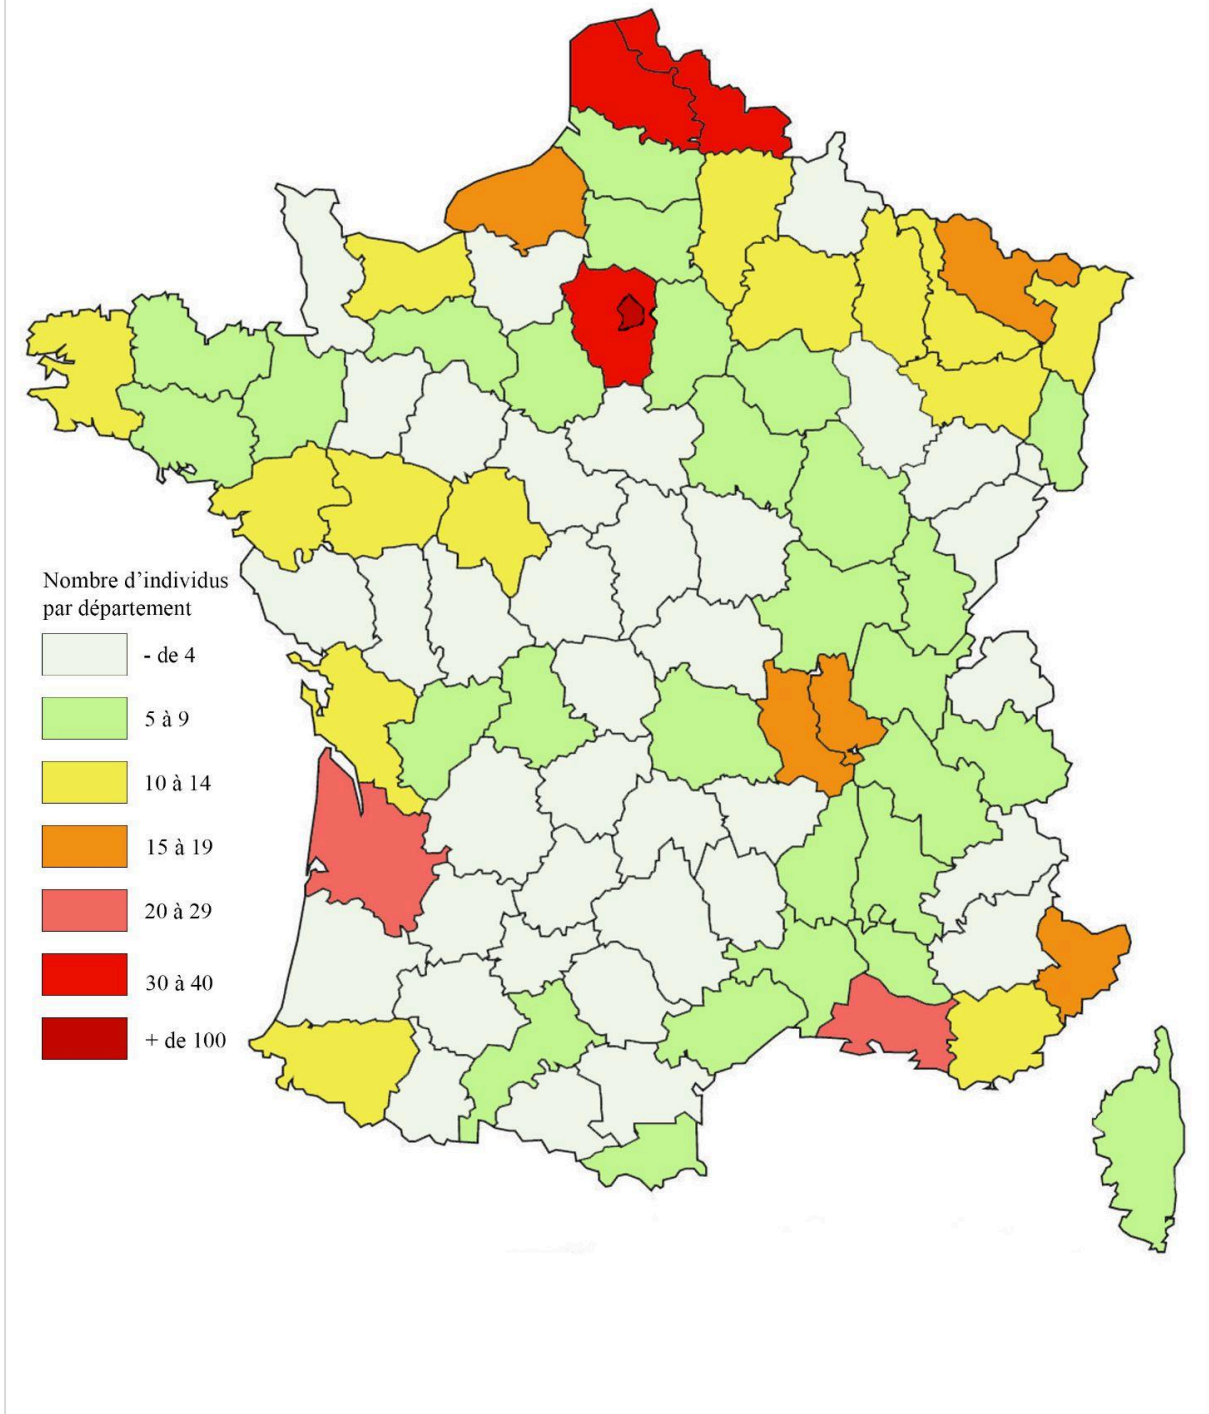 Nombre d’individus
par département
- de 4
5 à 9
10 à 14
15 à 19
20 à 29
30 à 40
+ de 100